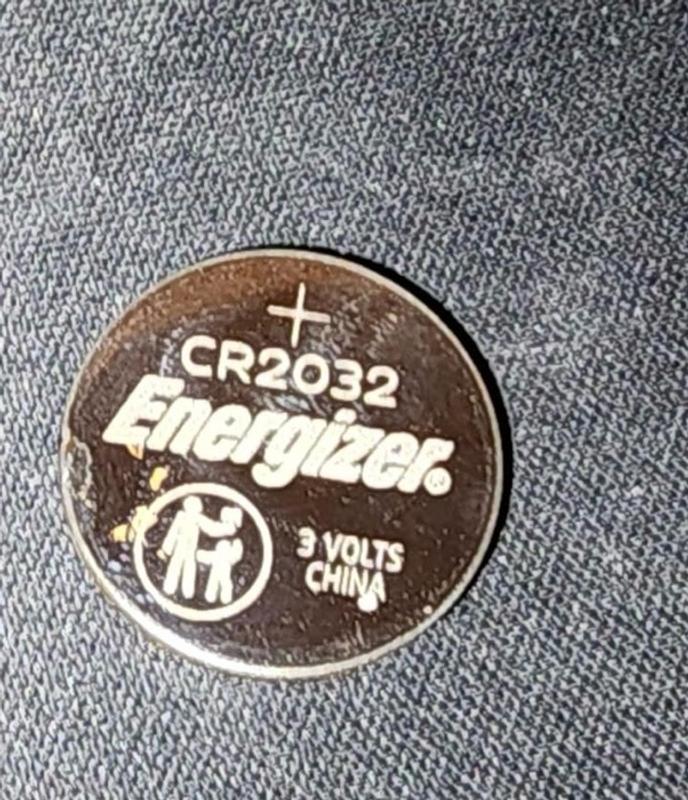 +
CR2032
Energizer®
3 VOLTS
CHINA